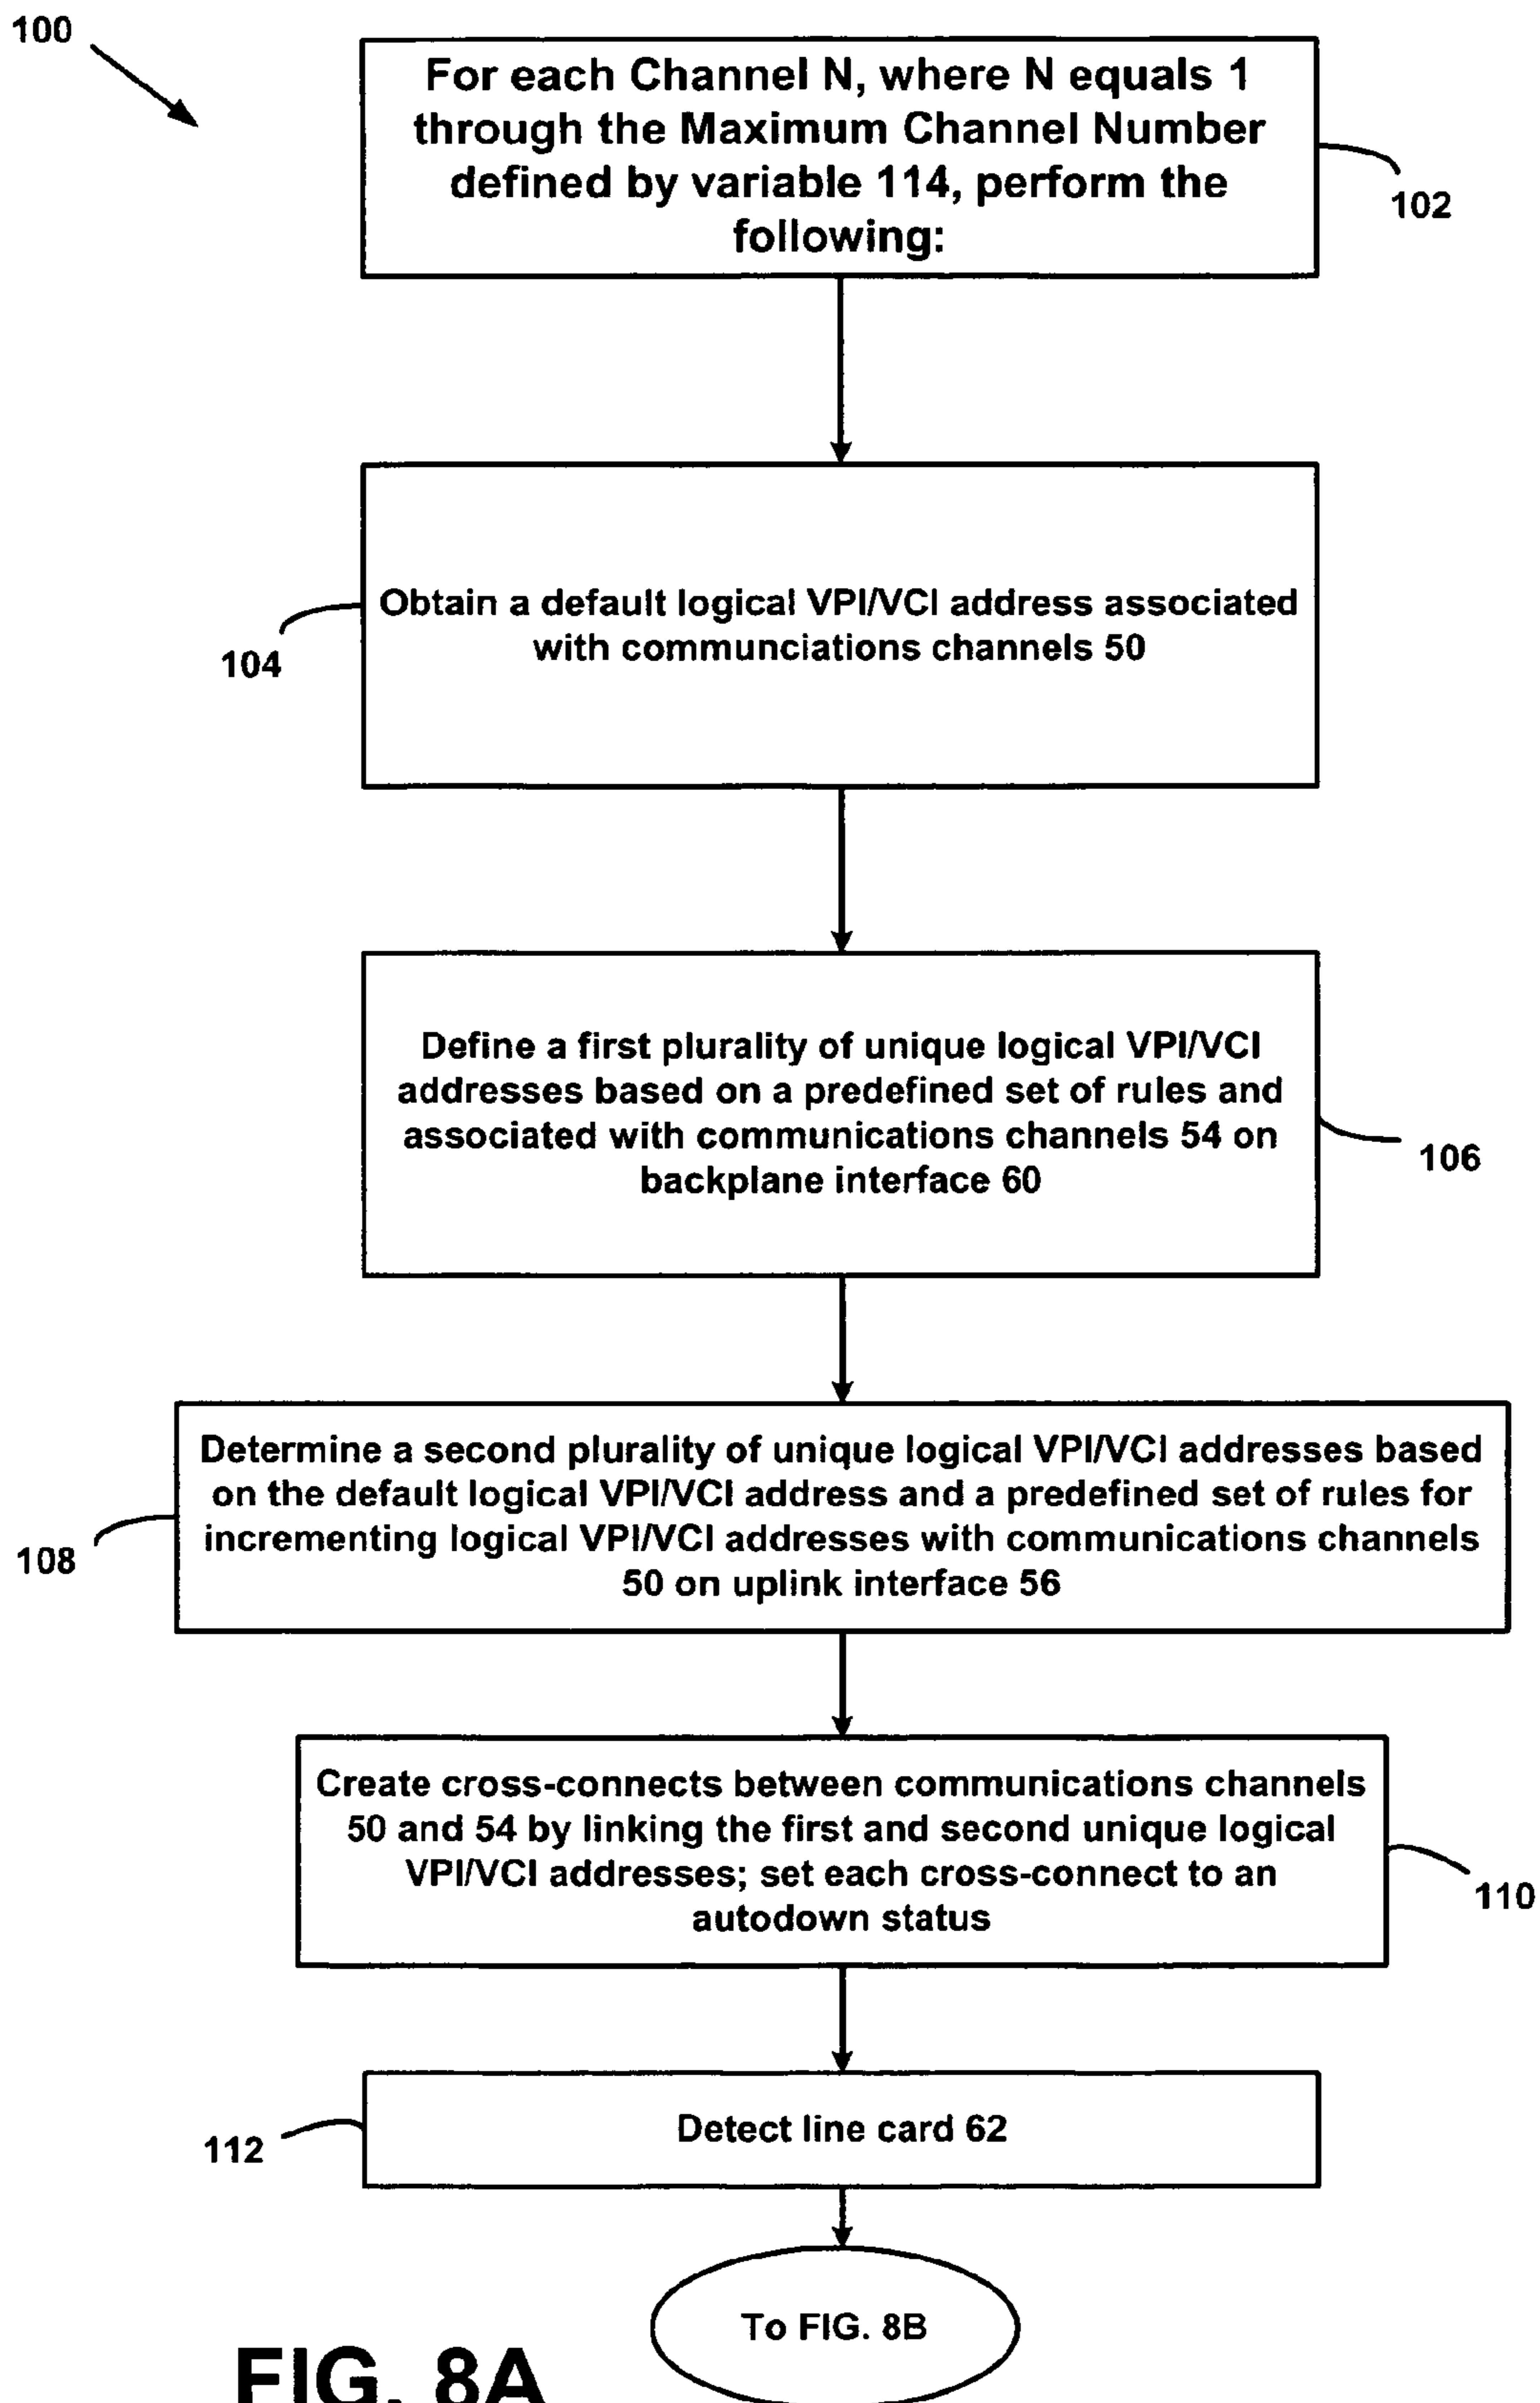 100
For each Channel N, where N equals 1
through the Maximum Channel Number
defined by variable 114, perform the
following:
102
Obtain a default logical VPI/VCI address associated
with communciations channels 50
104
Define a first plurality of unique logical VPI/VCI
addresses based on a predefined set of rules and
associated with communications channels 54 on
backplane interface 60
106
Determine a second plurality of unique logical VPI/VCI addresses based
on the default logical VPI/VCI address and a predefined set of rules for
incrementing logical VPI/VCI addresses with communications channels
50 on uplink interface 56
108
Create cross-connects between communications channels
50 and 54 by linking the first and second unique logical
VPI/VCI addresses; set each cross-connect to an
autodown status
110
Detect line card 62
112
To FIG. 8B
FIG. 8A